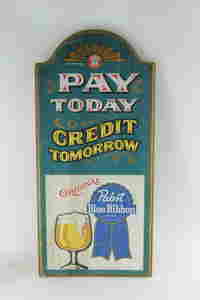 PAY
TODAY
CREDIT
TOMORROW
ORIGINAL
Pabst
Blue Ribbon